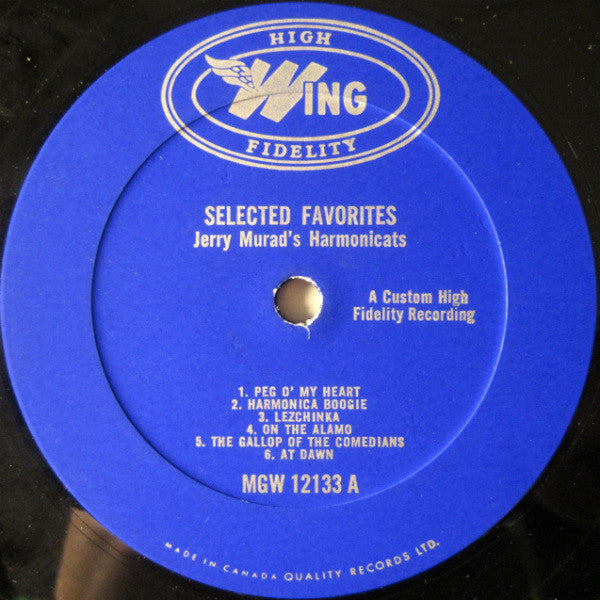 HIGH
WING
FIDELITY
SELECTED FAVORITES
Jerry Murad's Harmonicats
A Custom High
Fidelity Recording
1. PEG O' MY HEART
2. HARMONICA BOOGIE
3. LEZCHINKA
4. ON THE ALAMO
5. THE GALLOP OF THE COMEDIANS
6. AT DAWN
MGW 12133 A
MADE IN CANADA QUALITY RECORDS LTD.